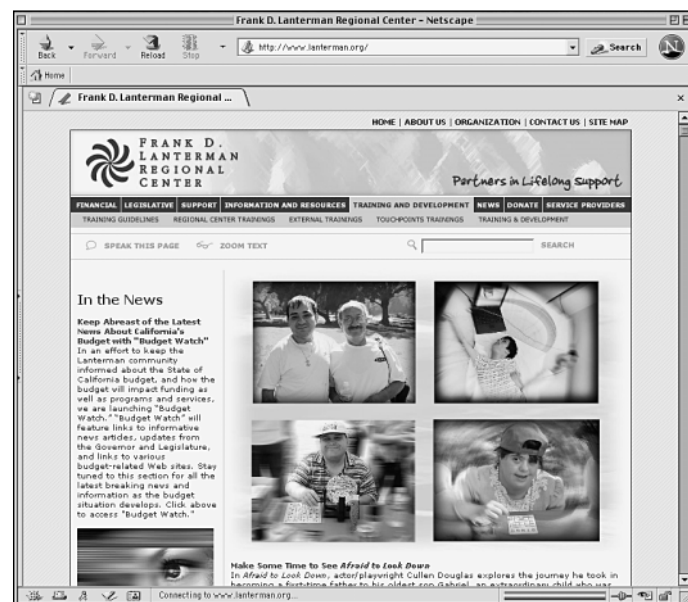 Frank D. Lanterman Regional Center – Netscape
Back Forward Reload Stop http://www.lanterman.org/ Search N
Home
Frank D. Lanterman Regional ...
HOME | ABOUT US | ORGANIZATION | CONTACT US | SITE MAP
FRANK D.
LANTERMAN
REGIONAL
CENTER
Partners in Lifelong Support
FINANCIAL LEGISLATIVE SUPPORT INFORMATION AND RESOURCES TRAINING AND DEVELOPMENT NEWS DONATE SERVICE PROVIDERS
TRAINING GUIDELINES REGIONAL CENTER TRAININGS EXTERNAL TRAININGS TOUCHPOINTS TRAININGS TRAINING & DEVELOPMENT
SPEAK THIS PAGE ZOOM TEXT SEARCH
In the News
Keep Abreast of the Latest
News About California's
Budget with "Budget Watch"
In an effort to keep the
Lanterman community
informed about the State of
California budget, and how the
budget will impact funding as
well as programs and services,
we are launching "Budget
Watch." "Budget Watch" will
feature links to informative
news articles, updates from
the Governor and Legislature,
and links to various
budget-related Web sites. Stay
tuned to this section for all the
latest breaking news and
information as the budget
situation develops. Click above
to access "Budget Watch."
Make Some Time to See Afraid to Look Down
In Afraid to Look Down, actor/playwright Cullen Douglas explores the journey he took in
becoming a first-time father to his oldest son Gabriel, an extraordinary child who was
Connecting to www.lanterman.org...